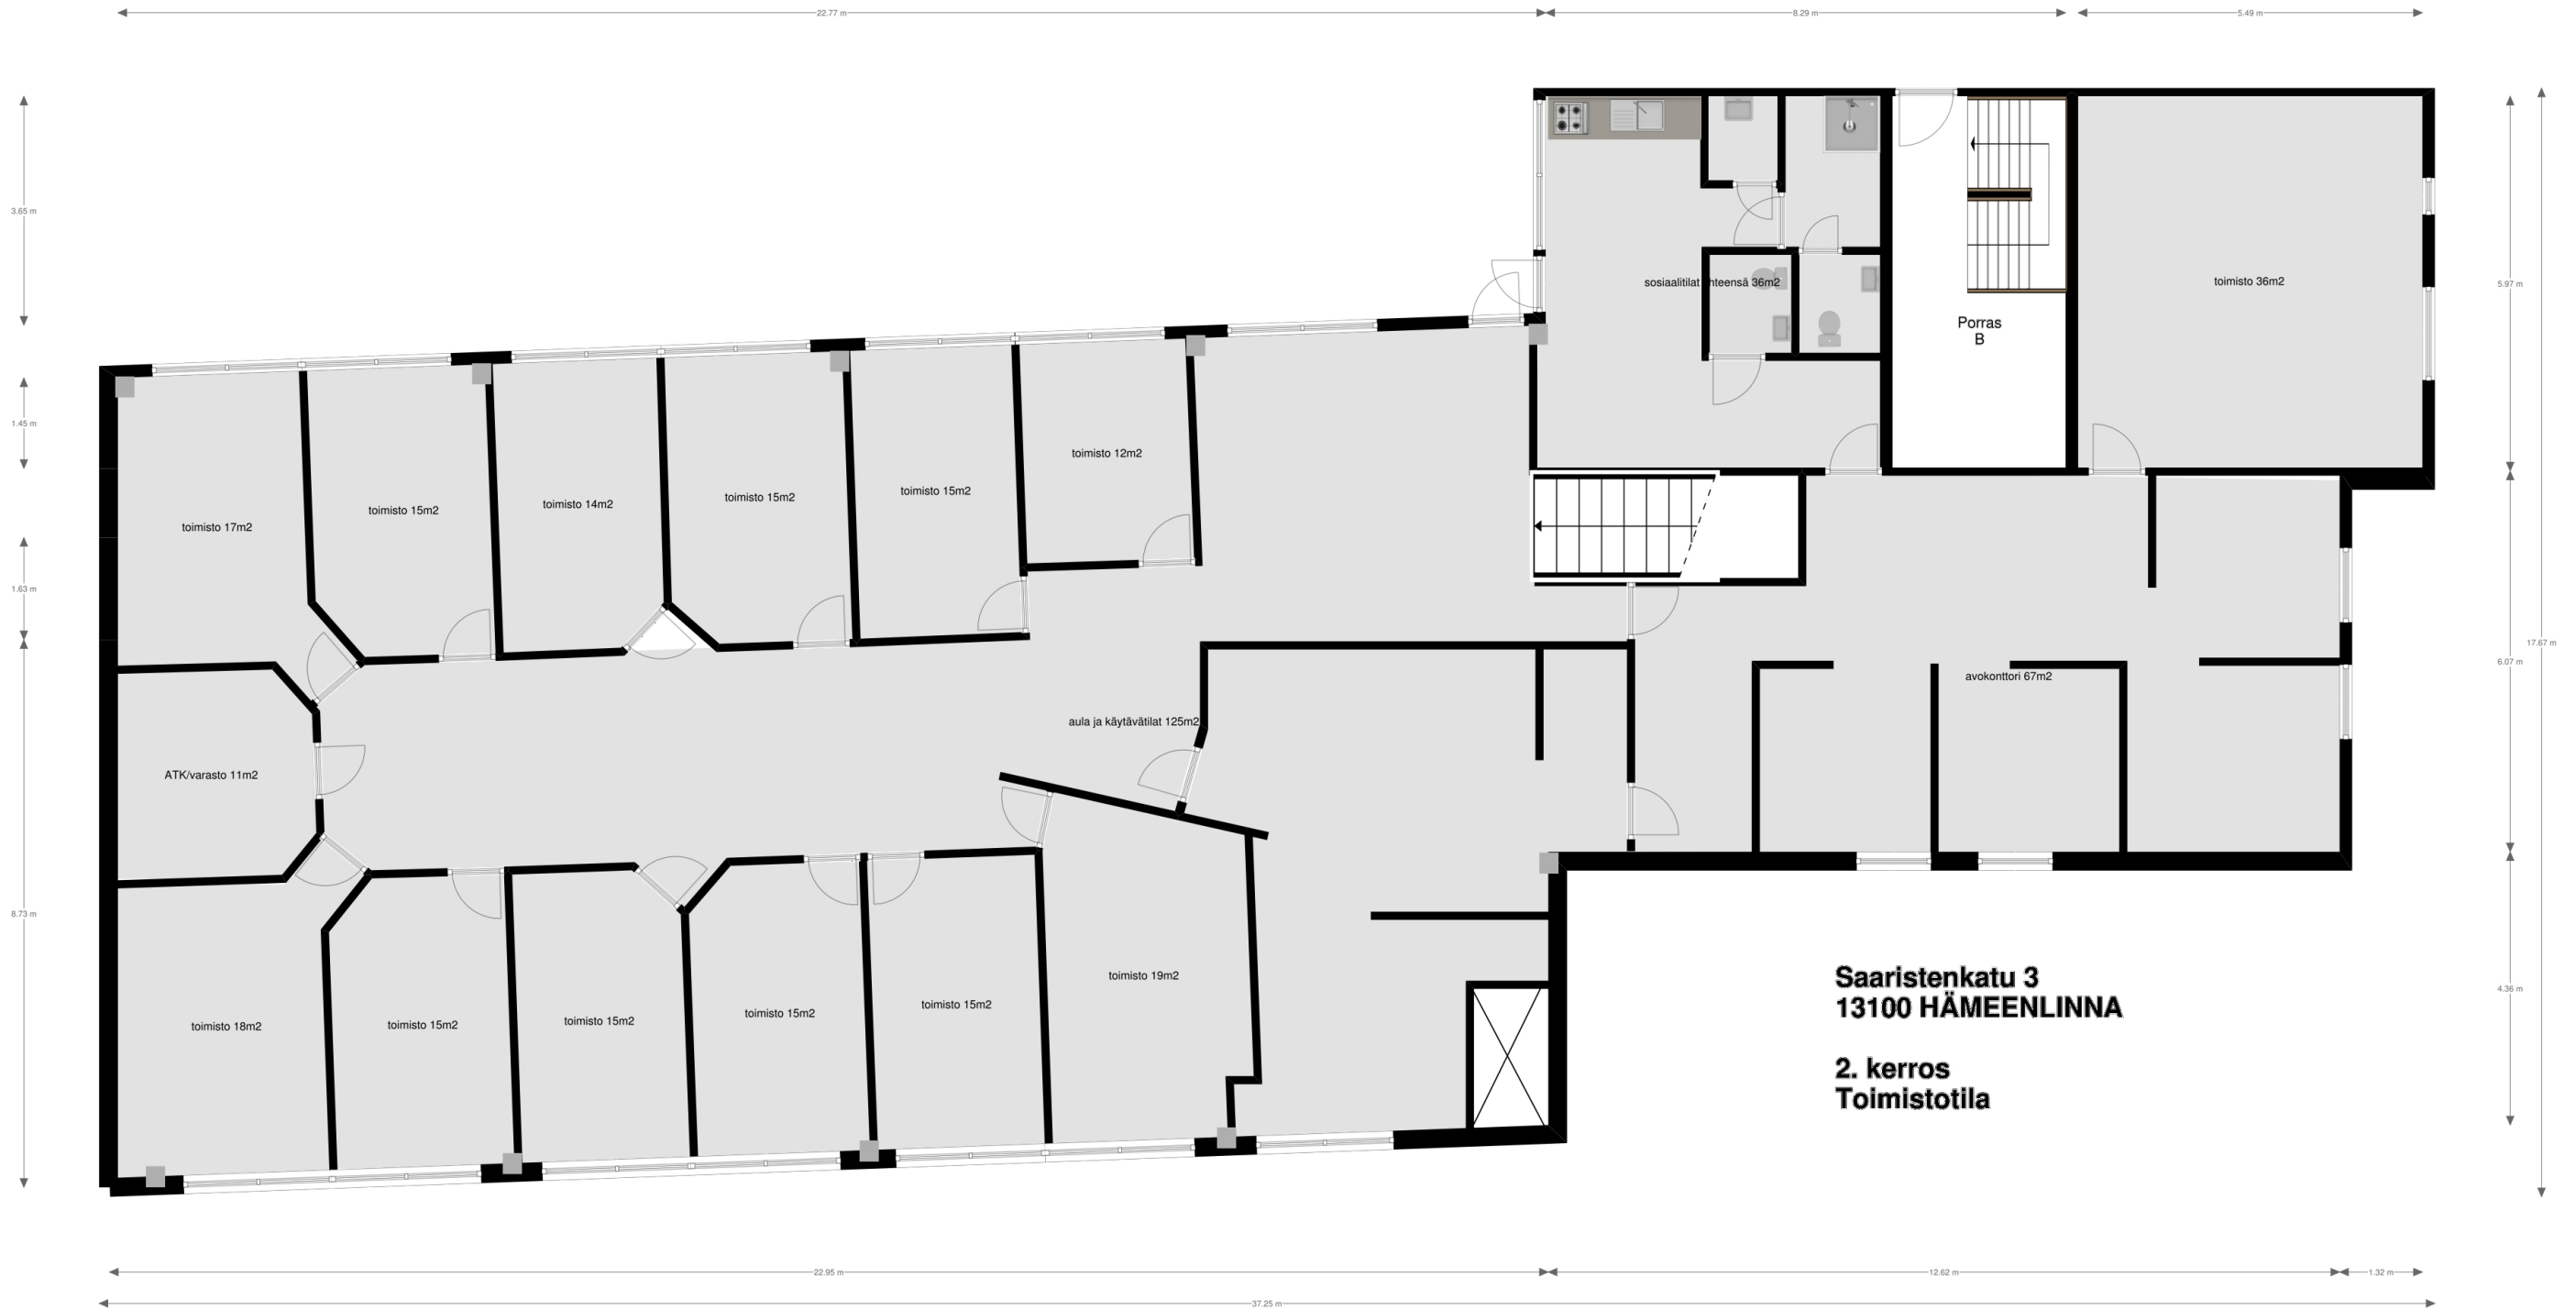 22.77 m
8.29 m
5.49 m
3.65 m
1.45 m
1.63 m
8.73 m
5.97 m
17.67 m
6.07 m
4.36 m
sosiaalitilat yhteensä 36m2
toimisto 36m2
Porras
B
toimisto 17m2
toimisto 15m2
toimisto 14m2
toimisto 15m2
toimisto 15m2
toimisto 12m2
avokonttori 67m2
aula ja käytävätilat 125m2
ATK/varasto 11m2
toimisto 18m2
toimisto 15m2
toimisto 15m2
toimisto 15m2
toimisto 15m2
toimisto 19m2
Saaristenkatu 3
13100 HÄMEENLINNA
2. kerros
Toimistotila
22.95 m
12.62 m
1.32 m
37.25 m